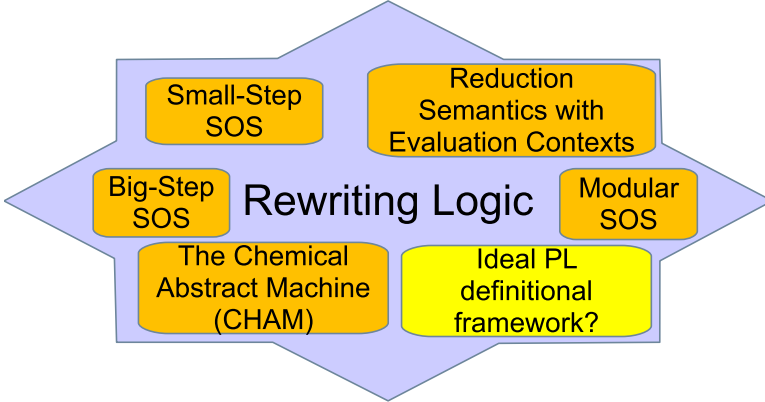 Small-Step
SOS
Reduction
Semantics with
Evaluation Contexts
Big-Step
SOS
Rewriting Logic
Modular
SOS
The Chemical
Abstract Machine
(CHAM)
Ideal PL
definitional
framework?